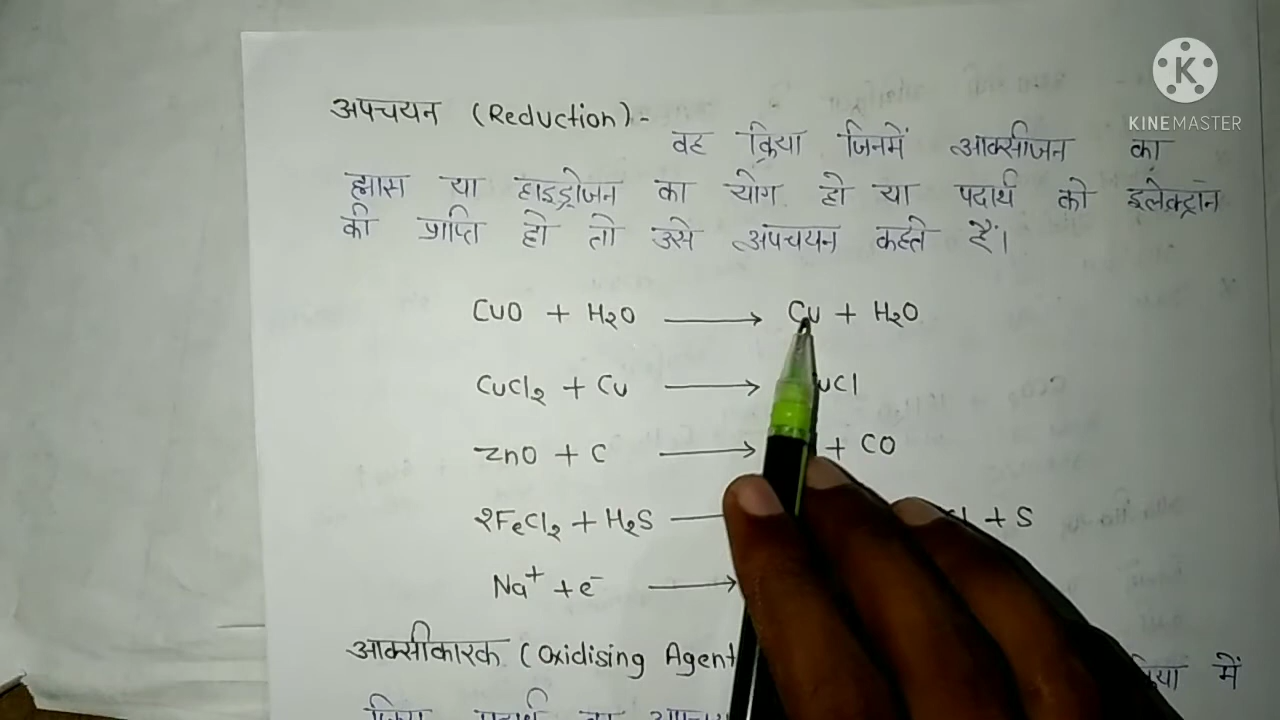 KINEMASTER
अपचयन (Reduction) -
वह क्रिया जिनमें आक्सीजन का
ह्मास या हाइड्रोजन का योग हो या पदार्थ को इलेक्ट्रान
की प्राप्ति हो तो उसे अपचयन कहते हैं।
CuO + H₂O ⟶ Cu + H₂O
CuCl₂ + Cu ⟶ uCl
ZnO + C ⟶ + CO
2FeCl₂ + H₂S ⟶ + S
Na⁺ + e⁻ ⟶
आक्सीकारक (Oxidising Agent में